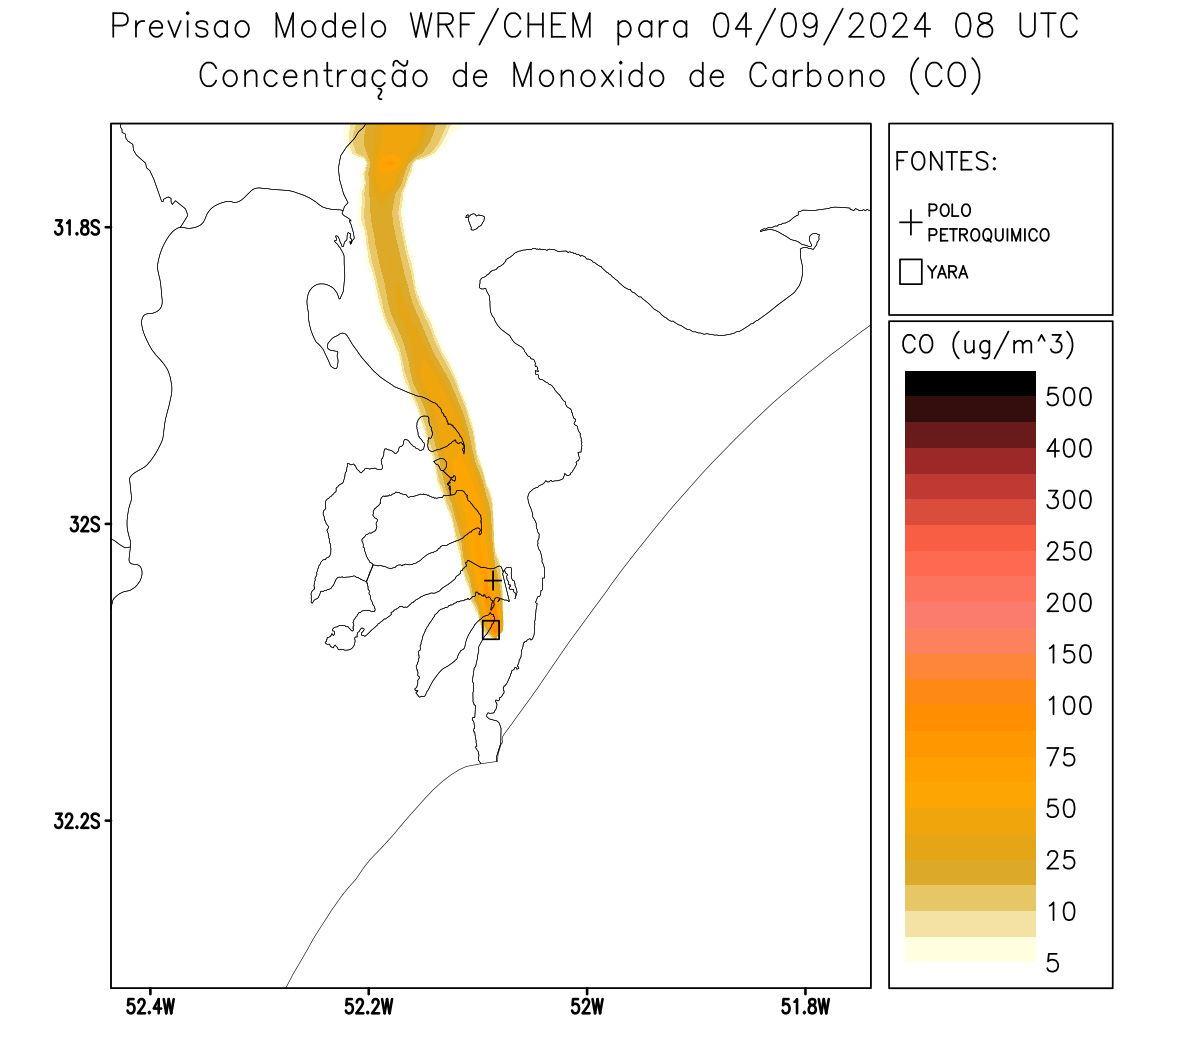 Previsao Modelo WRF/CHEM para 04/09/2024 08 UTC
Concentração de Monoxido de Carbono (CO)
FONTES:
POLO
PETROQUIMICO
YARA
CO (ug/m^3)
500
400
300
250
200
150
100
75
50
25
10
5
31.8S
32S
32.2S
52.4W
52.2W
52W
51.8W